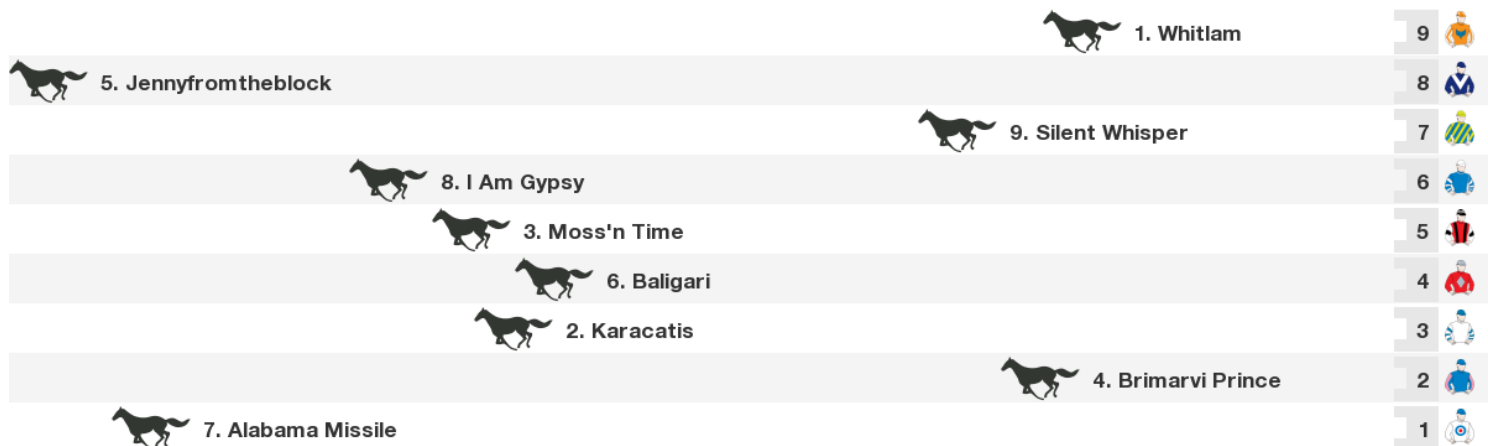 1. Whitlam 9
5. Jennyfromtheblock 8
9. Silent Whisper 7
8. I Am Gypsy 6
3. Moss'n Time 5
6. Baligari 4
2. Karacatis 3
4. Brimarvi Prince 2
7. Alabama Missile 1